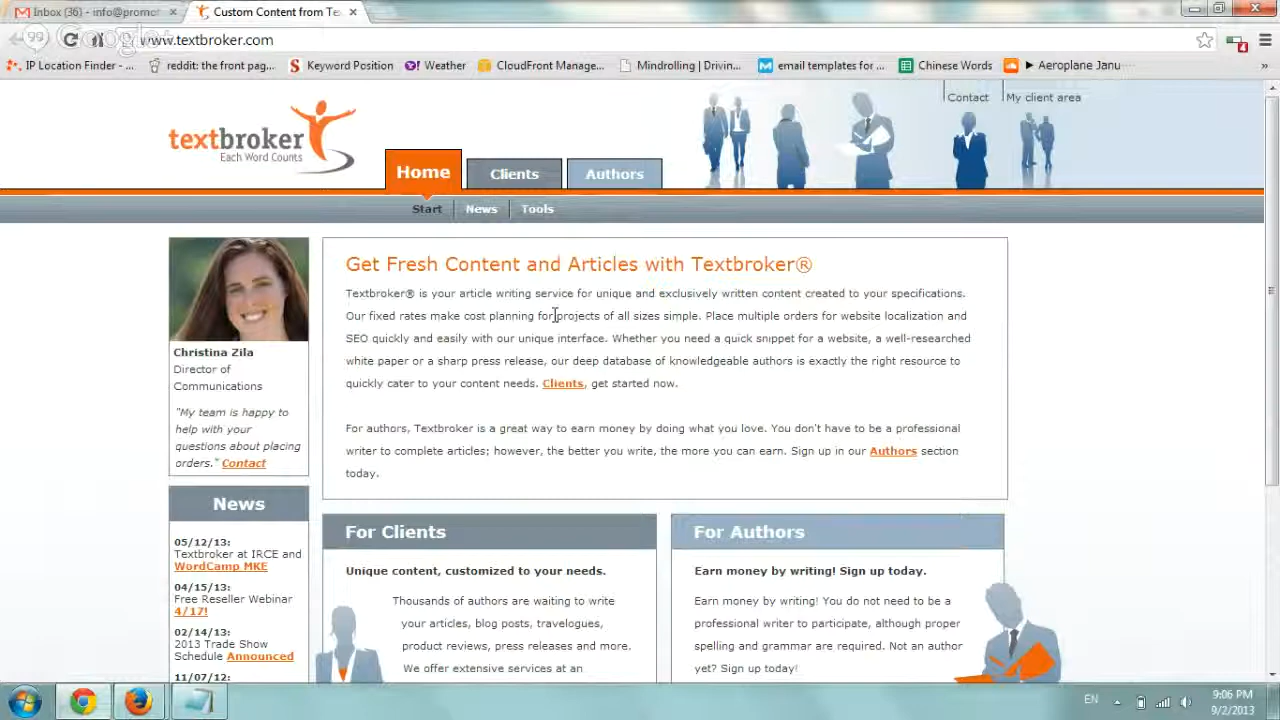 Inbox (36) - info@promo
Custom Content from Te
99
www.textbroker.com
IP Location Finder - ...
reddit: the front pag...
Keyword Position
Weather
CloudFront Manage...
Mindrolling | Drivin...
email templates for ...
Chinese Words
► Aeroplane Janu
»
4
Contact
My client area
textbroker
Each Word Counts
Home
Clients
Authors
Start
News
Tools
Get Fresh Content and Articles with Textbroker®
Textbroker® is your article writing service for unique and exclusively written content created to your specifications.
Our fixed rates make cost planning for projects of all sizes simple. Place multiple orders for website localization and
SEO quickly and easily with our unique interface. Whether you need a quick snippet for a website, a well-researched
white paper or a sharp press release, our deep database of knowledgeable authors is exactly the right resource to
quickly cater to your content needs. Clients, get started now.
For authors, Textbroker is a great way to earn money by doing what you love. You don't have to be a professional
writer to complete articles; however, the better you write, the more you can earn. Sign up in our Authors section
today.
Christina Zila
Director of
Communications
"My team is happy to
help with your
questions about placing
orders." Contact
News
05/12/13:
Textbroker at IRCE and
WordCamp MKE
04/15/13:
Free Reseller Webinar
4/17!
02/14/13:
2013 Trade Show
Schedule Announced
11/07/12:
For Clients
Unique content, customized to your needs.
Thousands of authors are waiting to write
your articles, blog posts, travelogues,
product reviews, press releases and more.
We offer extensive services at an
For Authors
Earn money by writing! Sign up today.
Earn money by writing! You do not need to be a
professional writer to participate, although proper
spelling and grammar are required. Not an author
yet? Sign up today!
EN
9:06 PM
9/2/2013